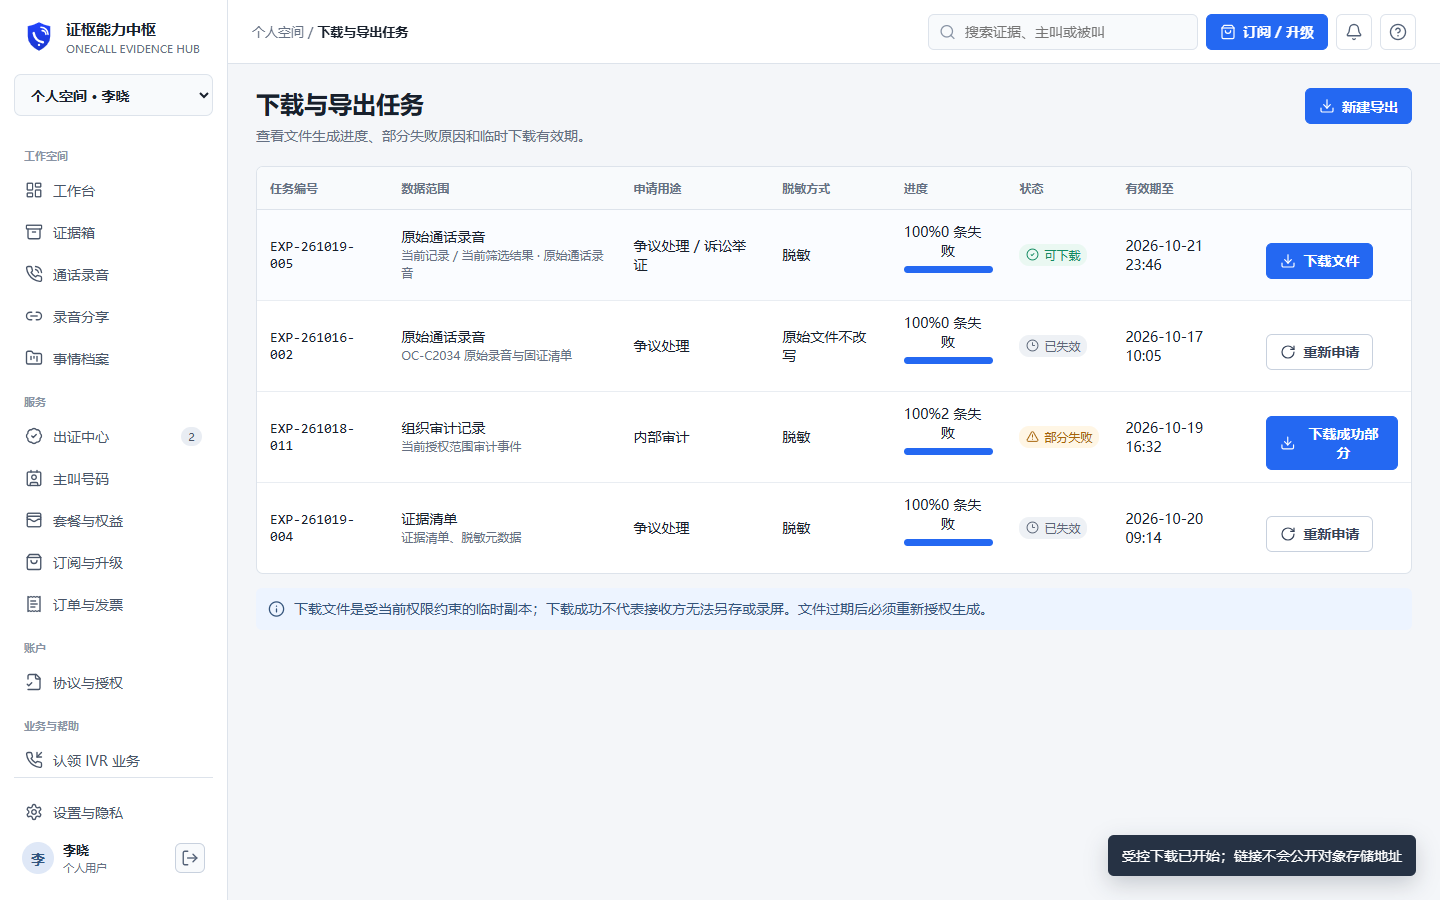 证枢能力中枢
ONECALL EVIDENCE HUB
个人空间 • 李晓
工作空间
工作台
证据箱
通话录音
录音分享
事情档案
服务
出证中心 2
主叫号码
套餐与权益
订阅与升级
订单与发票
账户
协议与授权
业务与帮助
认领 IVR 业务
设置与隐私
李
李晓
个人用户
个人空间 / 下载与导出任务
搜索证据、主叫或被叫
订阅 / 升级
下载与导出任务
查看文件生成进度、部分失败原因和临时下载有效期。
新建导出
任务编号 数据范围 申请用途 脱敏方式 进度 状态 有效期至
EXP-261019-
005
原始通话录音
当前记录 / 当前筛选结果 · 原始通话录
音
争议处理 / 诉讼举
证
脱敏
100%0 条失
败
可下载
2026-10-21
23:46
下载文件
EXP-261016-
002
原始通话录音
OC-C2034 原始录音与固证清单
争议处理
原始文件不改
写
100%0 条失
败
已失效
2026-10-17
10:05
重新申请
EXP-261018-
011
组织审计记录
当前授权范围审计事件
内部审计
脱敏
100%2 条失
败
部分失败
2026-10-19
16:32
下载成功部
分
EXP-261019-
004
证据清单
证据清单、脱敏元数据
争议处理
脱敏
100%0 条失
败
已失效
2026-10-20
09:14
重新申请
下载文件是受当前权限约束的临时副本；下载成功不代表接收方无法另存或录屏。文件过期后必须重新授权生成。
受控下载已开始；链接不会公开对象存储地址